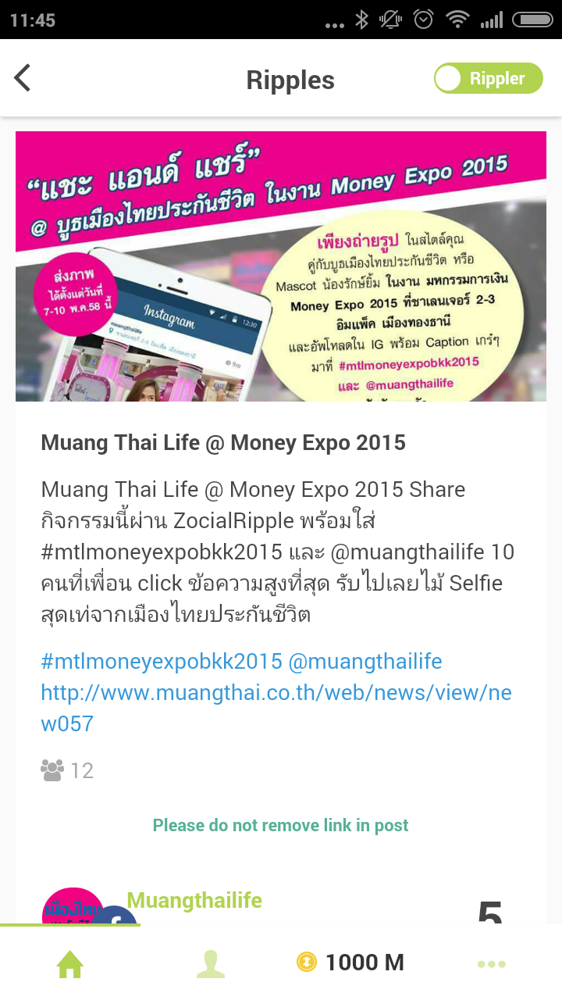 11:45
Ripples
Rippler
“แชะ แอนด์ แชร์”
@ บูธเมืองไทยประกันชีวิต ในงาน Money Expo 2015
ส่งภาพ
ได้ตั้งแต่วันที่
7-10 พ.ค.58 นี้
Instagram
12:30
muangthailife
9m
เพียงถ่ายรูป ในสไตล์คุณ
คู่กับบูธเมืองไทยประกันชีวิต หรือ
Mascot น้องรักษ์ยิ้ม ในงาน มหกรรมการเงิน
Money Expo 2015 ที่ชาเลนเจอร์ 2-3
อิมแพ็ค เมืองทองธานี
และอัพโหลดใน IG พร้อม Caption เก๋ๆ
มาที่ #mtlmoneyexpobkk2015
และ @muangthailife
Muang Thai Life @ Money Expo 2015
Muang Thai Life @ Money Expo 2015 Share
กิจกรรมนี้ผ่าน ZocialRipple พร้อมใส่
#mtlmoneyexpobkk2015 และ @muangthailife 10
คนที่เพื่อน click ข้อความสูงที่สุด รับไปเลยไม้ Selfie
สุดเท่จากเมืองไทยประกันชีวิต
#mtlmoneyexpobkk2015 @muangthailife
http://www.muangthai.co.th/web/news/view/ne
w057
12
Please do not remove link in post
เมืองไทย
Muangthailife
5
1000 M